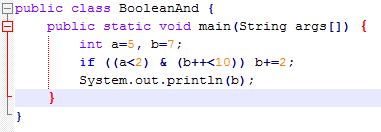 public class BooleanAnd {
    public static void main(String args[]) {
        int a=5, b=7;
        if ((a<2) & (b++<10)) b+=2;
        System.out.println(b);
    }
}